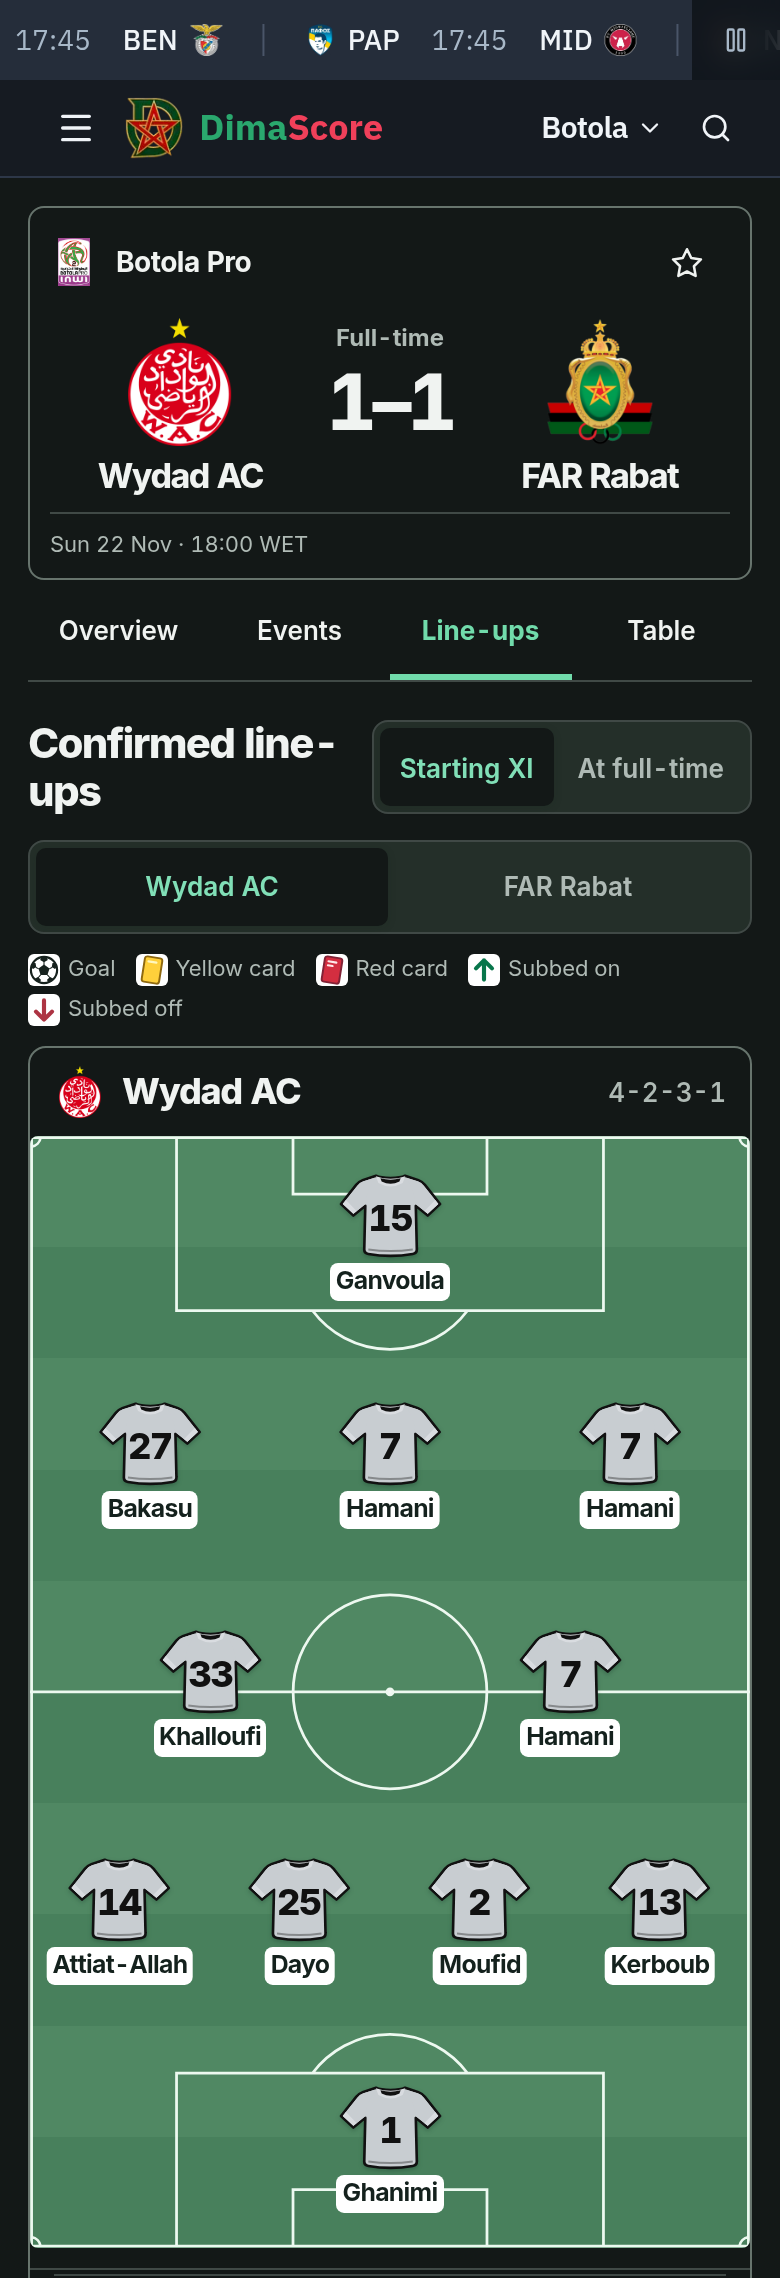 17:45 BEN PAP 17:45 MID
DimaScore Botola
Botola Pro
Full-time
1–1
Wydad AC FAR Rabat
Sun 22 Nov · 18:00 WET
Overview Events Line-ups Table
Confirmed line-
ups
Starting XI At full-time
Wydad AC FAR Rabat
Goal Yellow card Red card Subbed on
Subbed off
Wydad AC 4-2-3-1
15
Ganvoula
27 7 7
Bakasu Hamani Hamani
33 7
Khalloufi Hamani
14 25 2 13
Attiat-Allah Dayo Moufid Kerboub
1
Ghanimi